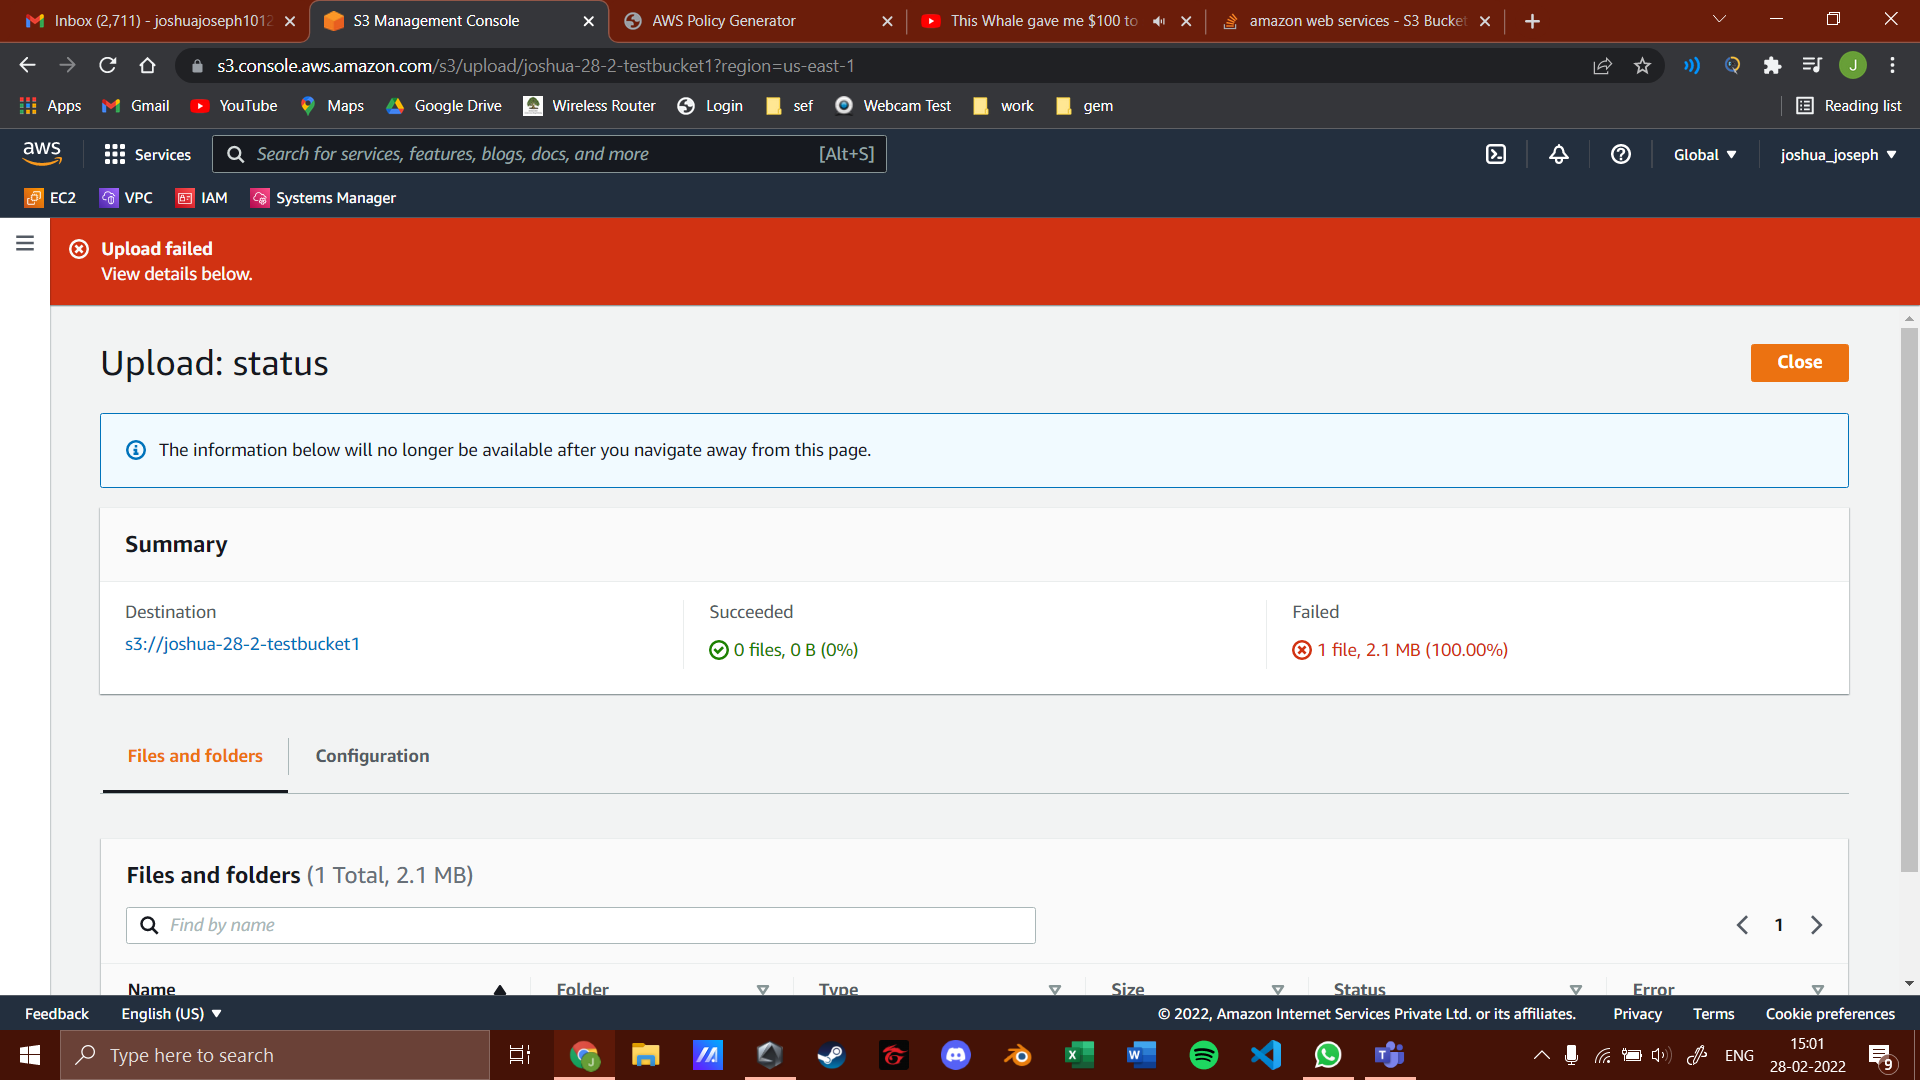 Inbox (2,711) - joshuajoseph1012
S3 Management Console
AWS Policy Generator
This Whale gave me $100 to
amazon web services - S3 Bucket
s3.console.aws.amazon.com/s3/upload/joshua-28-2-testbucket1?region=us-east-1
J
Apps
Gmail
YouTube
Maps
Google Drive
Wireless Router
Login
sef
Webcam Test
work
gem
Reading list
aws
Services
Search for services, features, blogs, docs, and more
[Alt+S]
Global
joshua_joseph
EC2
VPC
IAM
Systems Manager
Upload failed
View details below.
Upload: status
Close
The information below will no longer be available after you navigate away from this page.
Summary
Destination
s3://joshua-28-2-testbucket1
Succeeded
0 files, 0 B (0%)
Failed
1 file, 2.1 MB (100.00%)
Files and folders
Configuration
Files and folders (1 Total, 2.1 MB)
Find by name
1
Name
Folder
Type
Size
Status
Error
Feedback
English (US)
© 2022, Amazon Internet Services Private Ltd. or its affiliates.
Privacy
Terms
Cookie preferences
Type here to search
ENG
15:01
28-02-2022
9